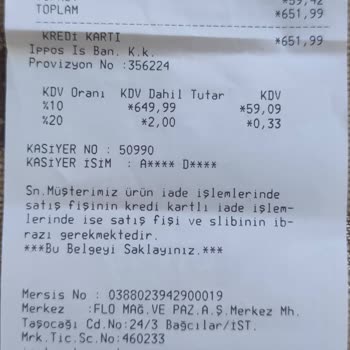 *59,42
TOPLAM *651,99
KREDİ KARTI *651,99
Ippos Is Ban. K.k.
Provizyon No :356224
KDV Oranı KDV Dahil Tutar KDV
%10 *649,99 *59,09
%20 *2,00 *0,33
KASİYER NO : 50990
KASİYER İSİM : A**** D****
Sn.Müşterimiz ürün iade işlemlerinde
satış fişinin kredi kartlı iade işlem-
lerinde ise satış fişi ve slibinin ib-
razı gerekmektedir.
***Bu Belgeyi Saklayınız.***
Mersis No : 0388023942900019
Merkez :FLO MAĞ.VE PAZ.A.Ş.Merkez Mh.
Taşocağı Cd.No:24/3 Bağcılar/İST.
Mrk.Tic.Sc.No:460233